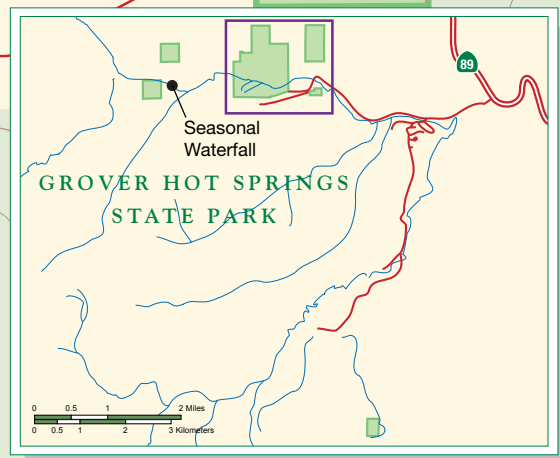 89
Seasonal
Waterfall
GROVER HOT SPRINGS
STATE PARK
0 0.5 1 2 Miles
0 0.5 1 2 3 Kilometers